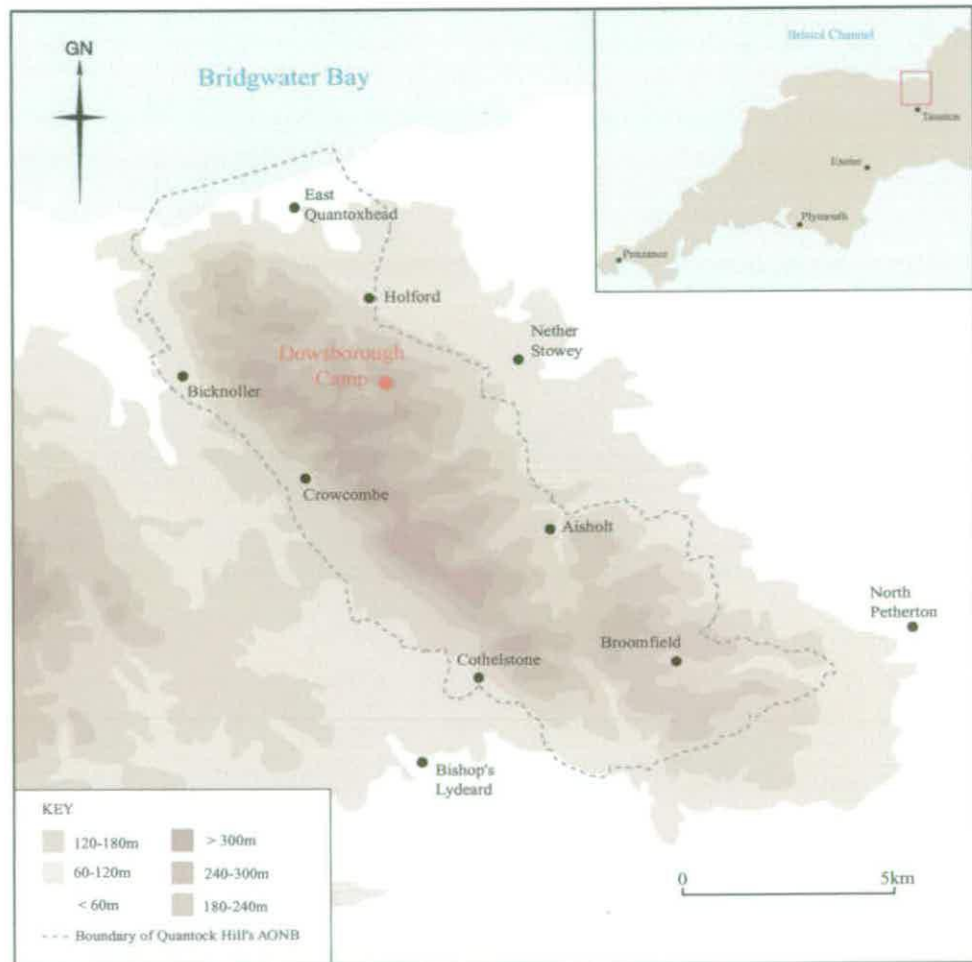 GN
Bridgwater Bay
Bristol Channel
Taunton
Exeter
Plymouth
Penzance
East
Quantoxhead
Holford
Nether
Stowey
Dowsborough
Camp
Bicknoller
Crowcombe
Aisholt
North
Petherton
Broomfield
Cothelstone
Bishop's
Lydeard
KEY
120-180m
> 300m
60-120m
240-300m
< 60m
180-240m
Boundary of Quantock Hill's AONB
0
5km